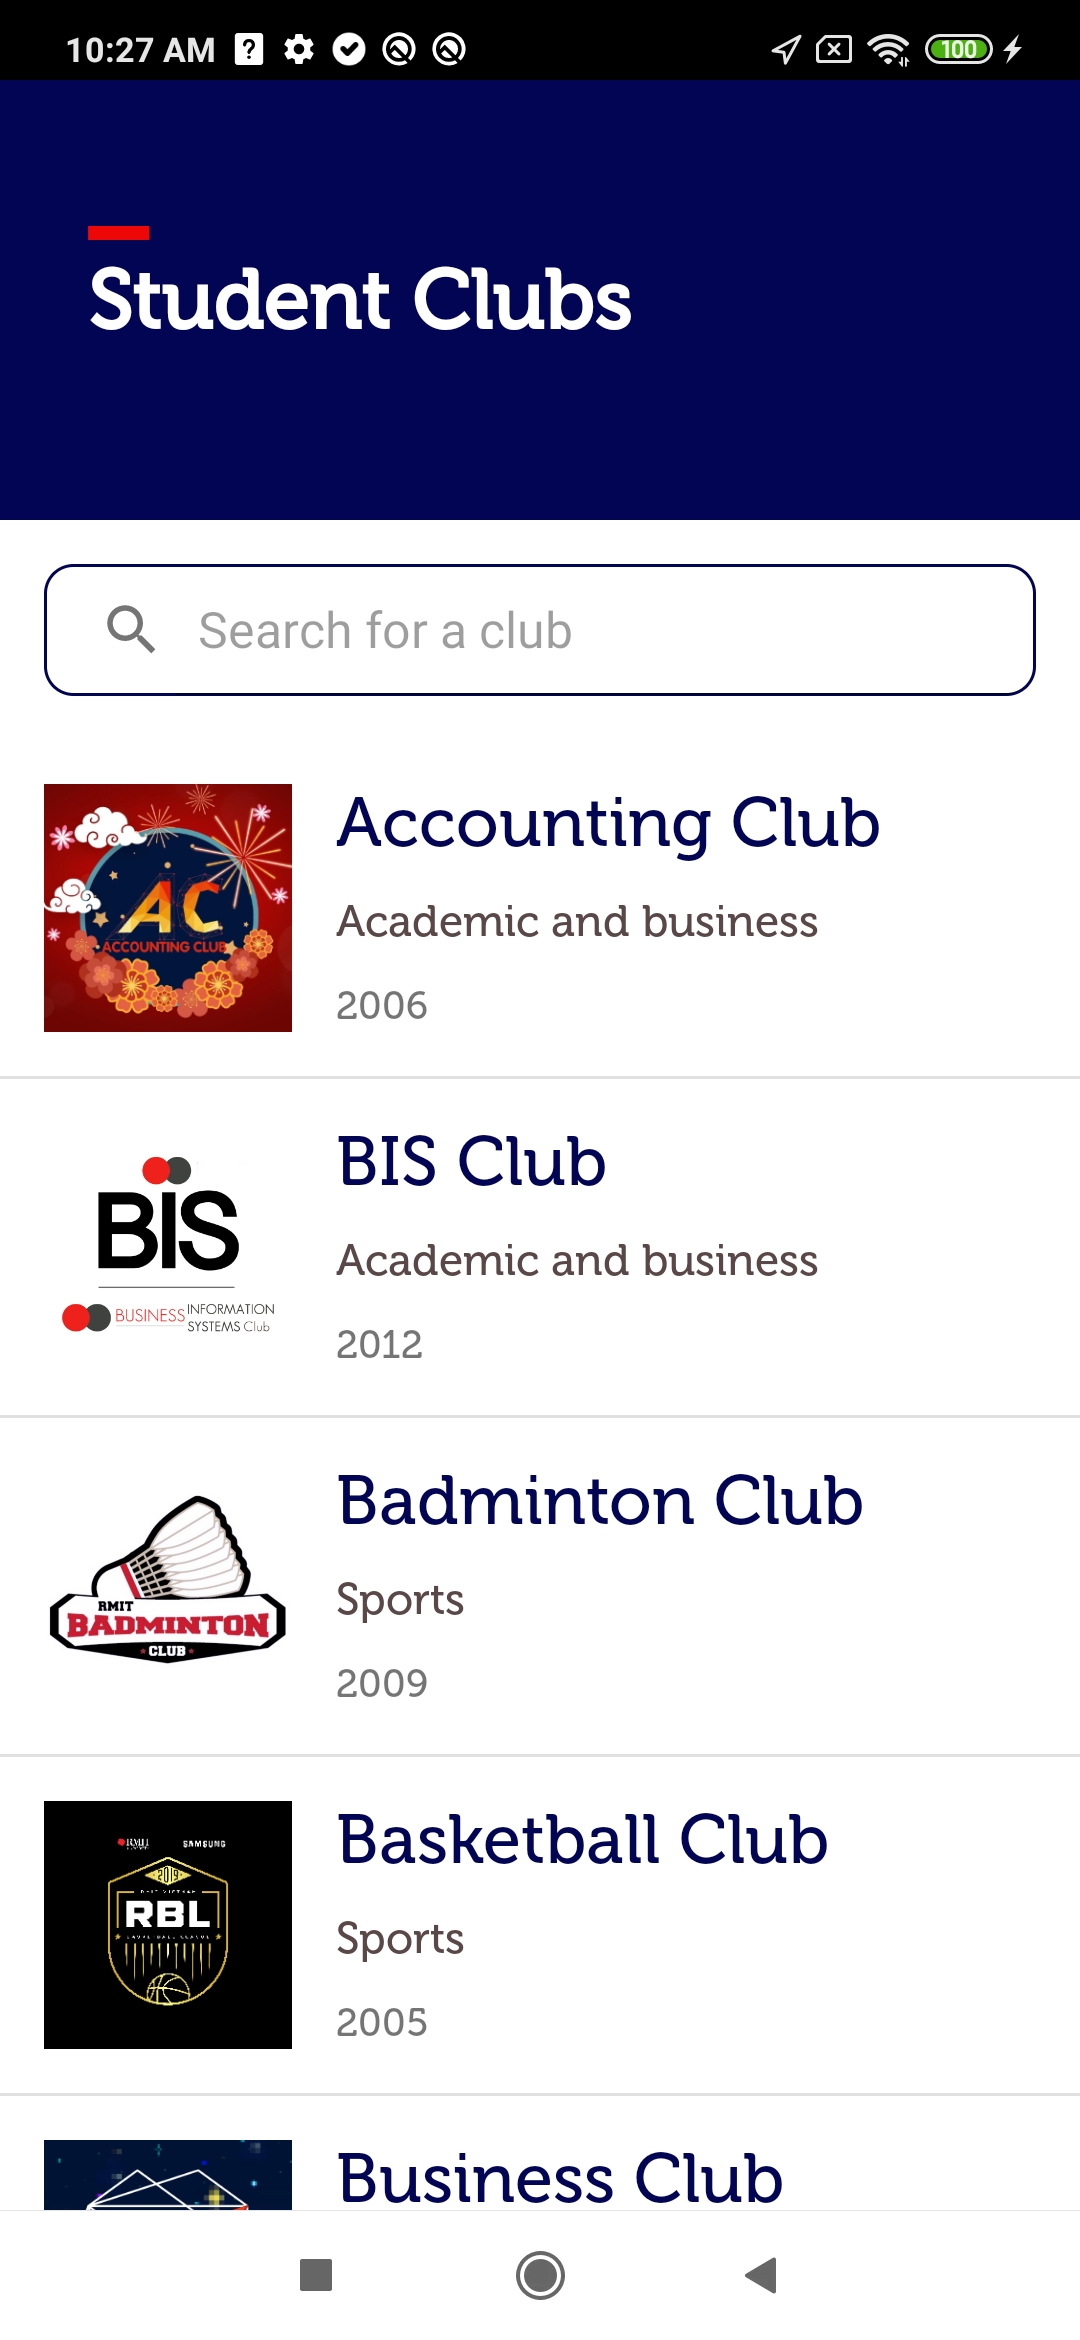 10:27 AM
100
Student Clubs
Search for a club
AC
ACCOUNTING CLUB
Accounting Club
Academic and business
2006
BIS
BUSINESS INFORMATION
SYSTEMS Club
BIS Club
Academic and business
2012
RMIT
BADMINTON
CLUB
Badminton Club
Sports
2009
RMIT SAMSUNG
2019
RBL
Basketball Club
Sports
2005
Business Club